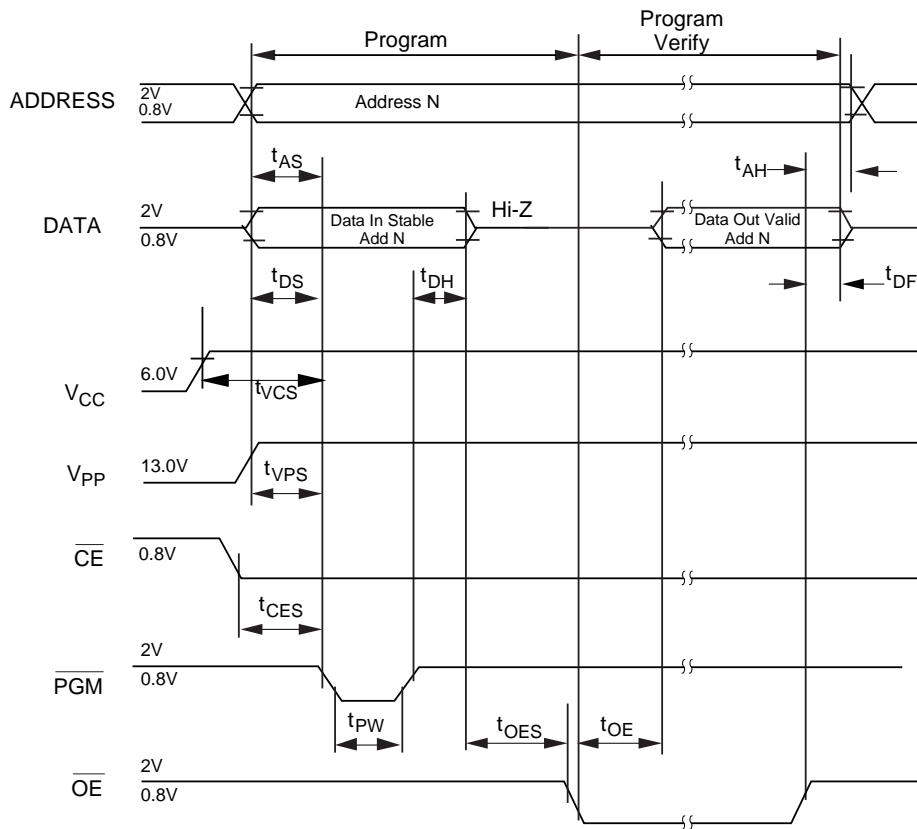 Program
Program
Verify
ADDRESS
2V
0.8V
Address N
tAS
tAH
DATA
2V
0.8V
Data In Stable
Add N
Hi-Z
Data Out Valid
Add N
tDS
tDH
tDF
VCC
6.0V
tVCS
VPP
13.0V
tVPS
CE
0.8V
tCES
PGM
2V
0.8V
tPW
tOES
tOE
OE
2V
0.8V